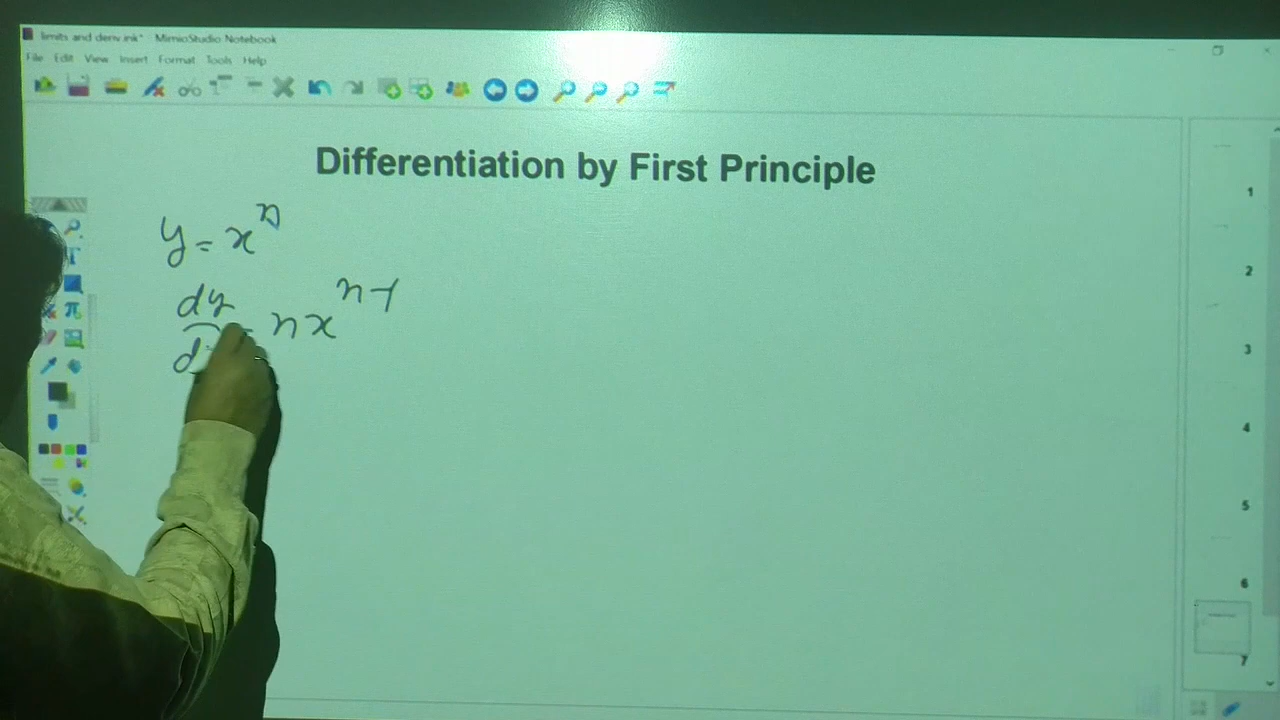 limits and deriv.ink* MimioStudio Notebook
File Edit View Insert Format Tools Help
Differentiation by First Principle
y = x^n
dy/d = nx^{n-1}
1
2
3
4
5
6
7